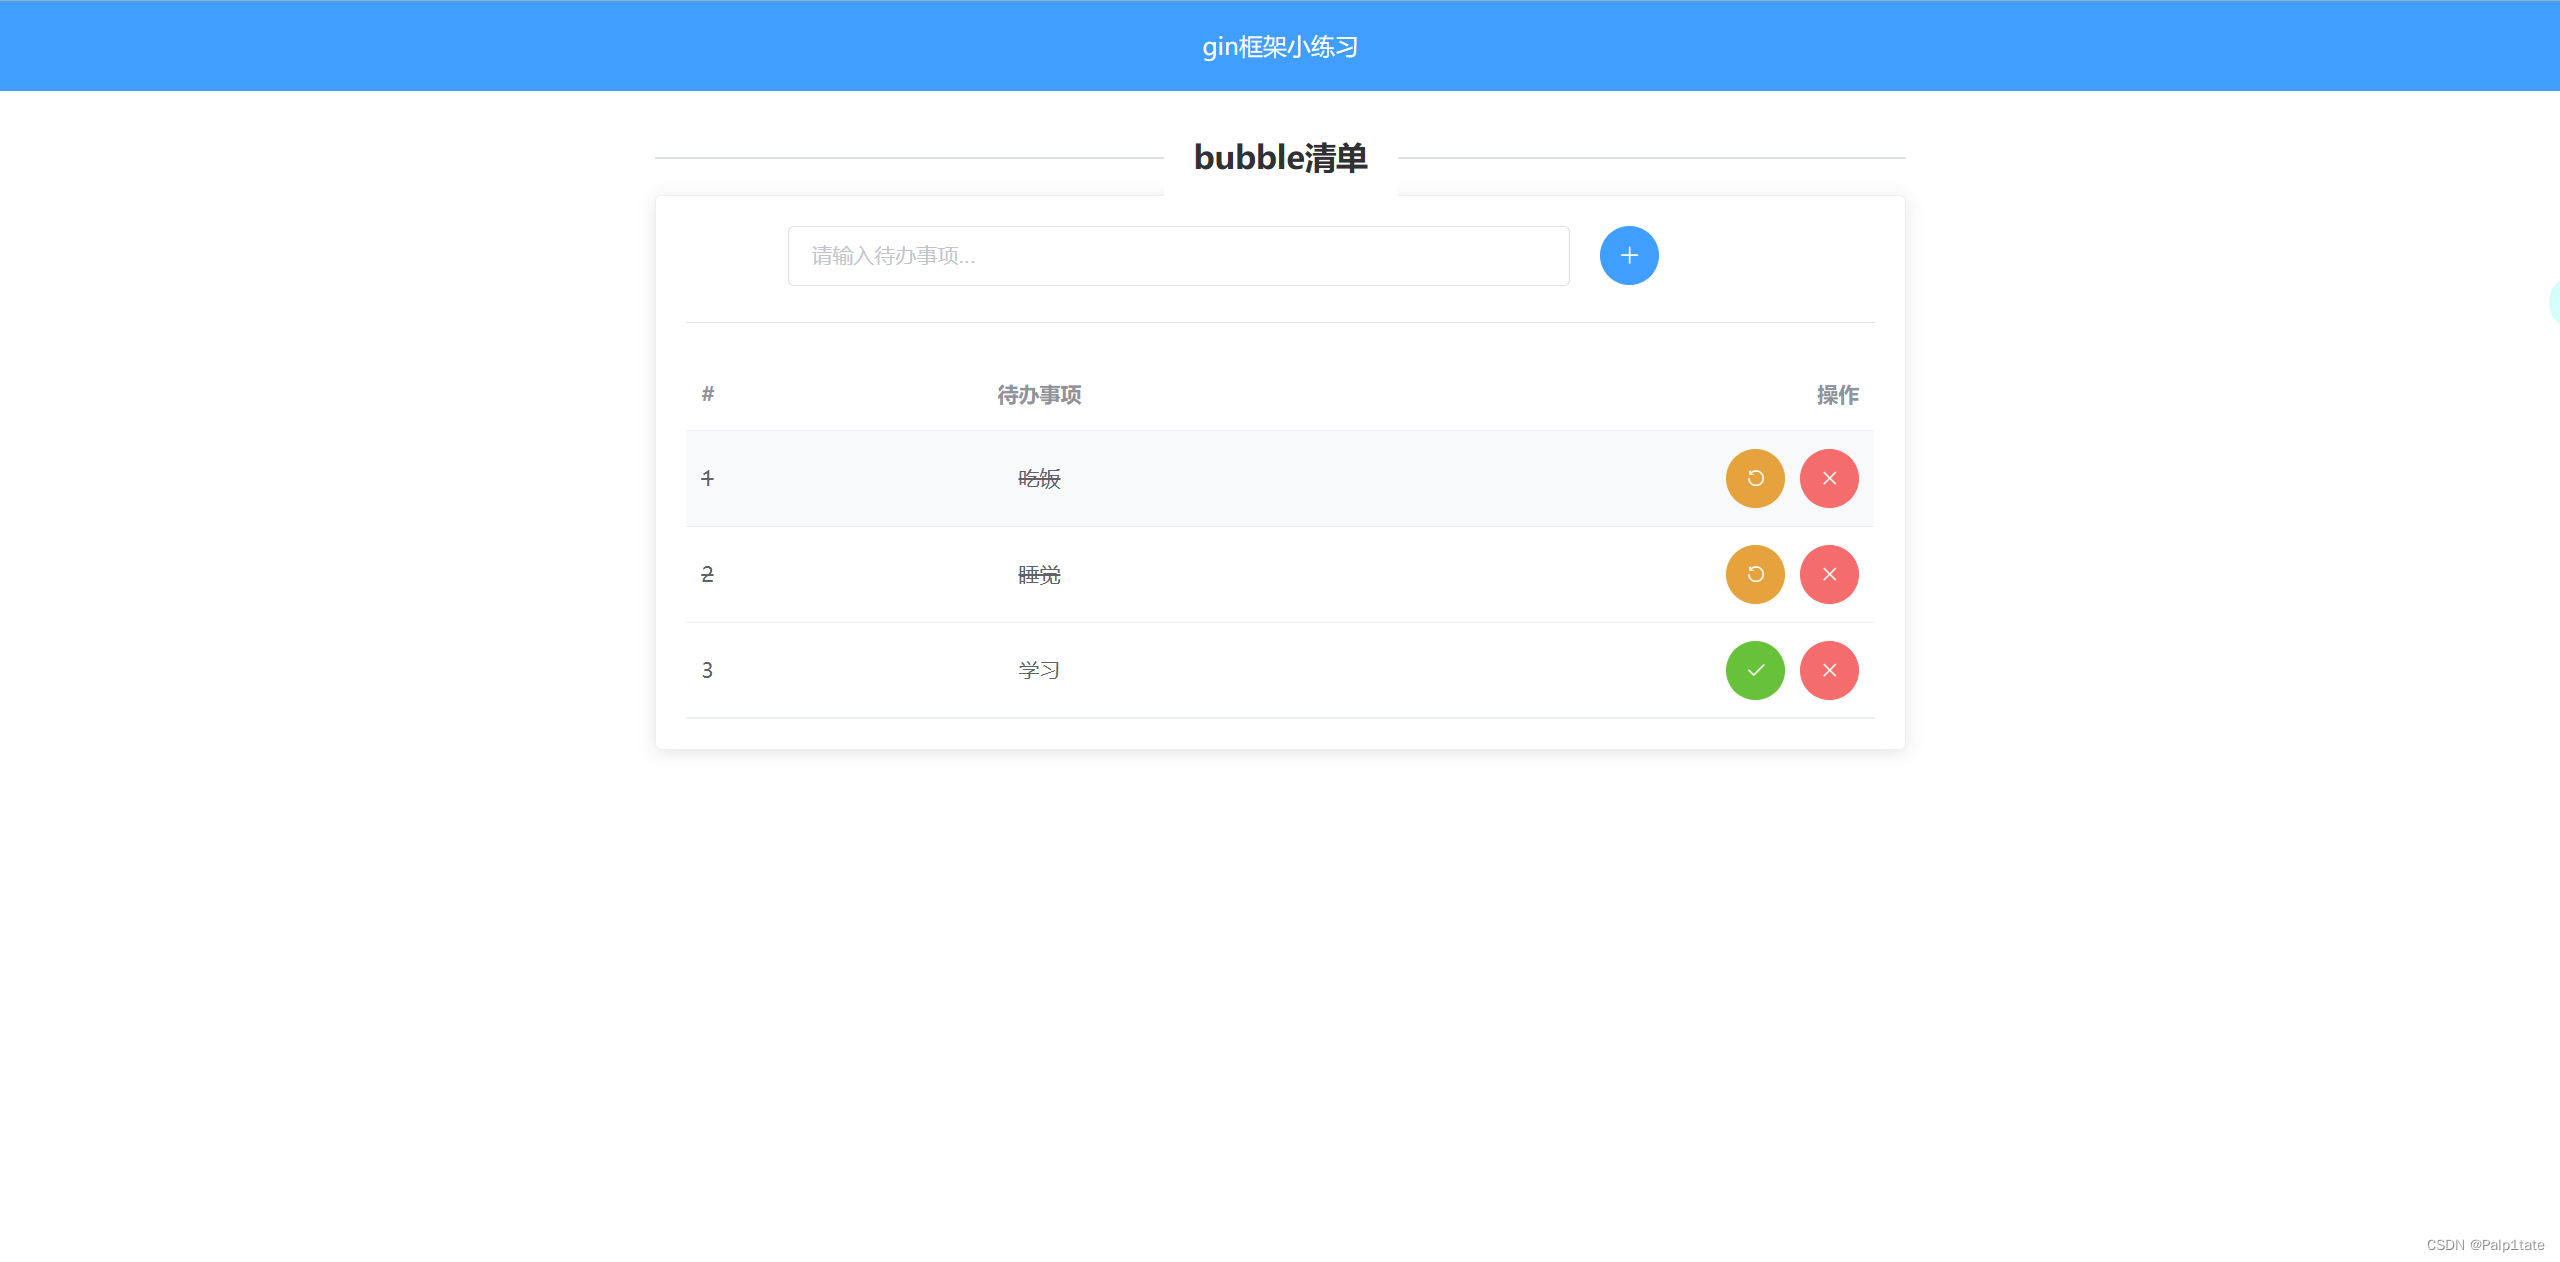 gin框架小练习
bubble清单
请输入待办事项...
# 待办事项 操作
1 吃饭
2 睡觉
3 学习
CSDN @Palp1tate